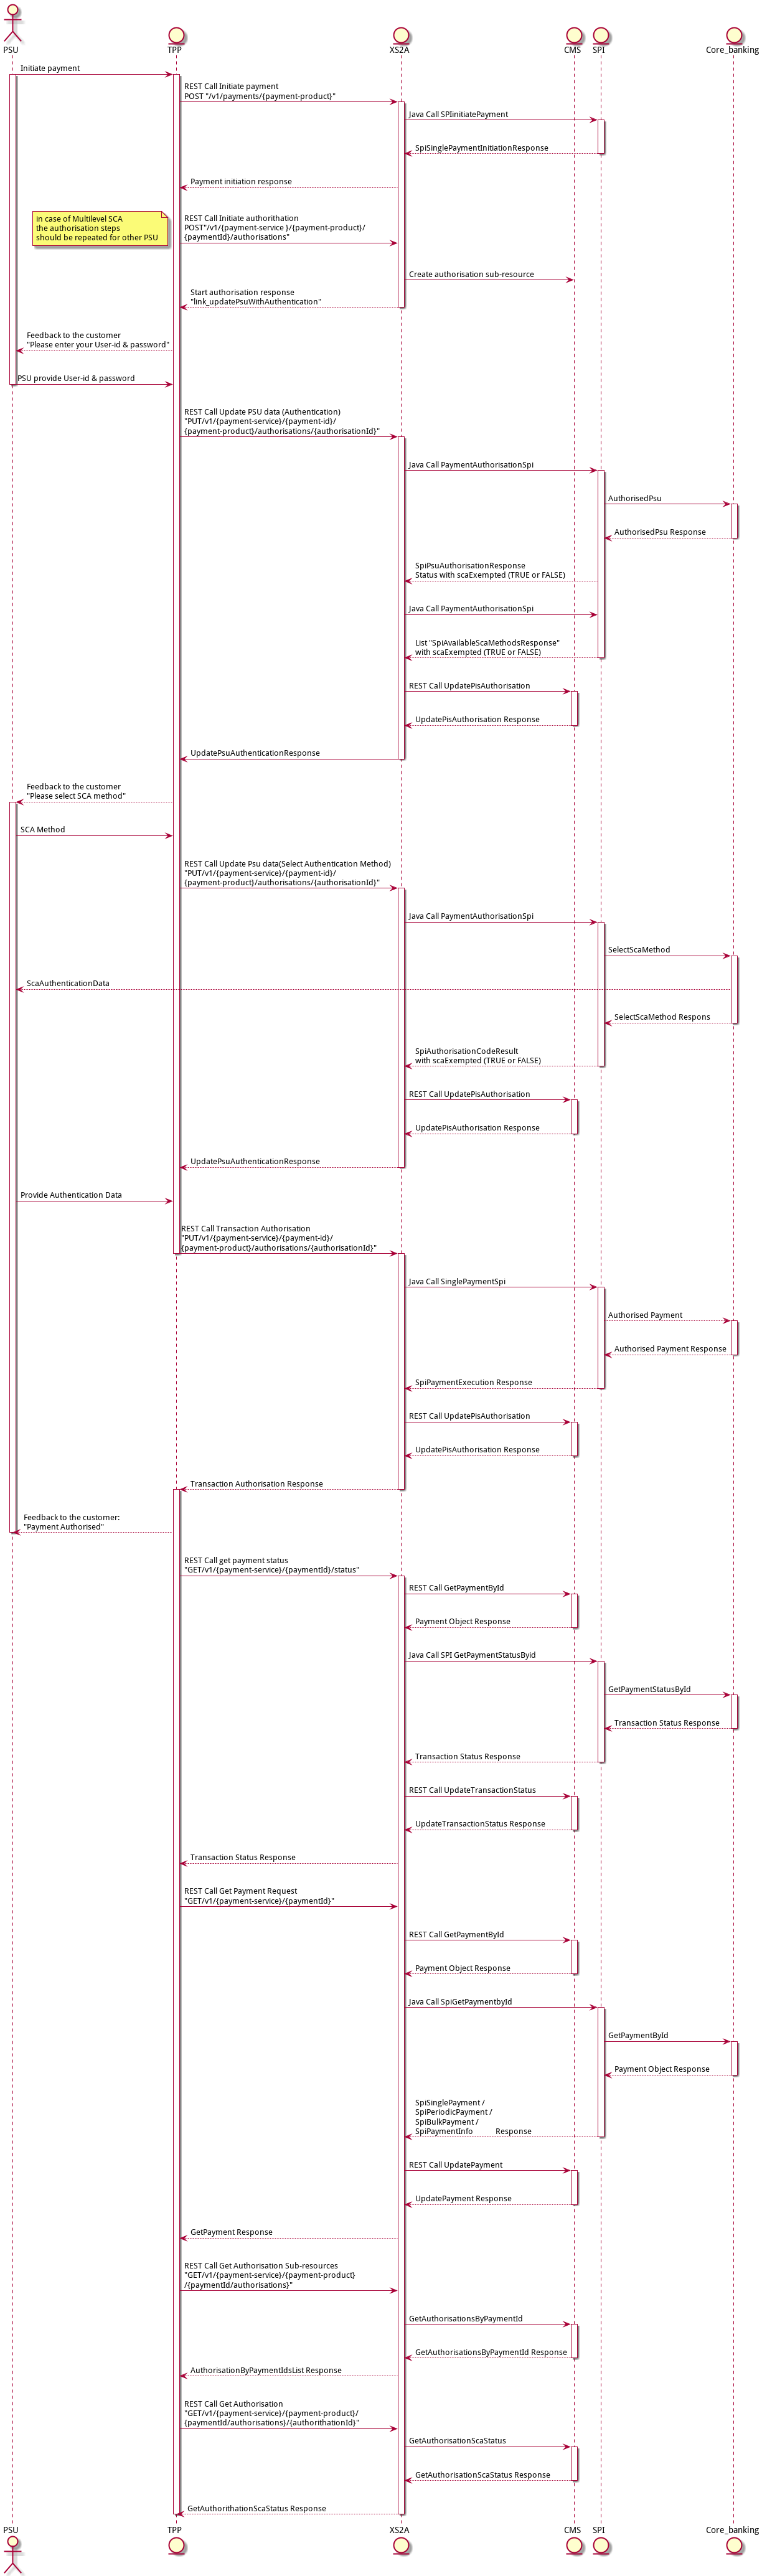 PSU
TPP
XS2A
CMS
SPI
Core_banking
Initiate payment
REST Call Initiate payment
POST "/v1/payments/{payment-product}"
Java Call SPIinitiatePayment
SpiSinglePaymentInitiationResponse
Payment initiation response
in case of Multilevel SCA
the authorisation steps
should be repeated for other PSU
REST Call Initiate authorithation
POST"/v1/{payment-service }/{payment-product}/
{paymentId}/authorisations"
Create authorisation sub-resource
Start authorisation response
"link_updatePsuWithAuthentication"
Feedback to the customer
"Please enter your User-id & password"
PSU provide User-id & password
REST Call Update PSU data (Authentication)
"PUT/v1/{payment-service}/{payment-id}/
{payment-product}/authorisations/{authorisationId}"
Java Call PaymentAuthorisationSpi
AuthorisedPsu
AuthorisedPsu Response
SpiPsuAuthorisationResponse
Status with scaExempted (TRUE or FALSE)
Java Call PaymentAuthorisationSpi
List "SpiAvailableScaMethodsResponse"
with scaExempted (TRUE or FALSE)
REST Call UpdatePisAuthorisation
UpdatePisAuthorisation Response
UpdatePsuAuthenticationResponse
Feedback to the customer
"Please select SCA method"
SCA Method
REST Call Update Psu data(Select Authentication Method)
"PUT/v1/{payment-service}/{payment-id}/
{payment-product}/authorisations/{authorisationId}"
Java Call PaymentAuthorisationSpi
SelectScaMethod
ScaAuthenticationData
SelectScaMethod Respons
SpiAuthorisationCodeResult
with scaExempted (TRUE or FALSE)
REST Call UpdatePisAuthorisation
UpdatePisAuthorisation Response
UpdatePsuAuthenticationResponse
Provide Authentication Data
REST Call Transaction Authorisation
"PUT/v1/{payment-service}/{payment-id}/
{payment-product}/authorisations/{authorisationId}"
Java Call SinglePaymentSpi
Authorised Payment
Authorised Payment Response
SpiPaymentExecution Response
REST Call UpdatePisAuthorisation
UpdatePisAuthorisation Response
Transaction Authorisation Response
Feedback to the customer:
"Payment Authorised"
REST Call get payment status
"GET/v1/{payment-service}/{paymentId}/status"
REST Call GetPaymentById
Payment Object Response
Java Call SPI GetPaymentStatusByid
GetPaymentStatusById
Transaction Status Response
Transaction Status Response
REST Call UpdateTransactionStatus
UpdateTransactionStatus Response
Transaction Status Response
REST Call Get Payment Request
"GET/v1/{payment-service}/{paymentId}"
REST Call GetPaymentById
Payment Object Response
Java Call SpiGetPaymentbyId
GetPaymentById
Payment Object Response
SpiSinglePayment /
SpiPeriodicPayment /
SpiBulkPayment /
SpiPaymentInfo Response
REST Call UpdatePayment
UpdatePayment Response
GetPayment Response
REST Call Get Authorisation Sub-resources
"GET/v1/{payment-service}/{payment-product}
/{paymentId/authorisations}"
GetAuthorisationsByPaymentId
GetAuthorisationsByPaymentId Response
AuthorisationByPaymentIdsList Response
REST Call Get Authorisation
"GET/v1/{payment-service}/{payment-product}/
{paymentId/authorisations}/{authorithationId}"
GetAuthorisationScaStatus
GetAuthorisationScaStatus Response
GetAuthorithationScaStatus Response
PSU
TPP
XS2A
CMS
SPI
Core_banking